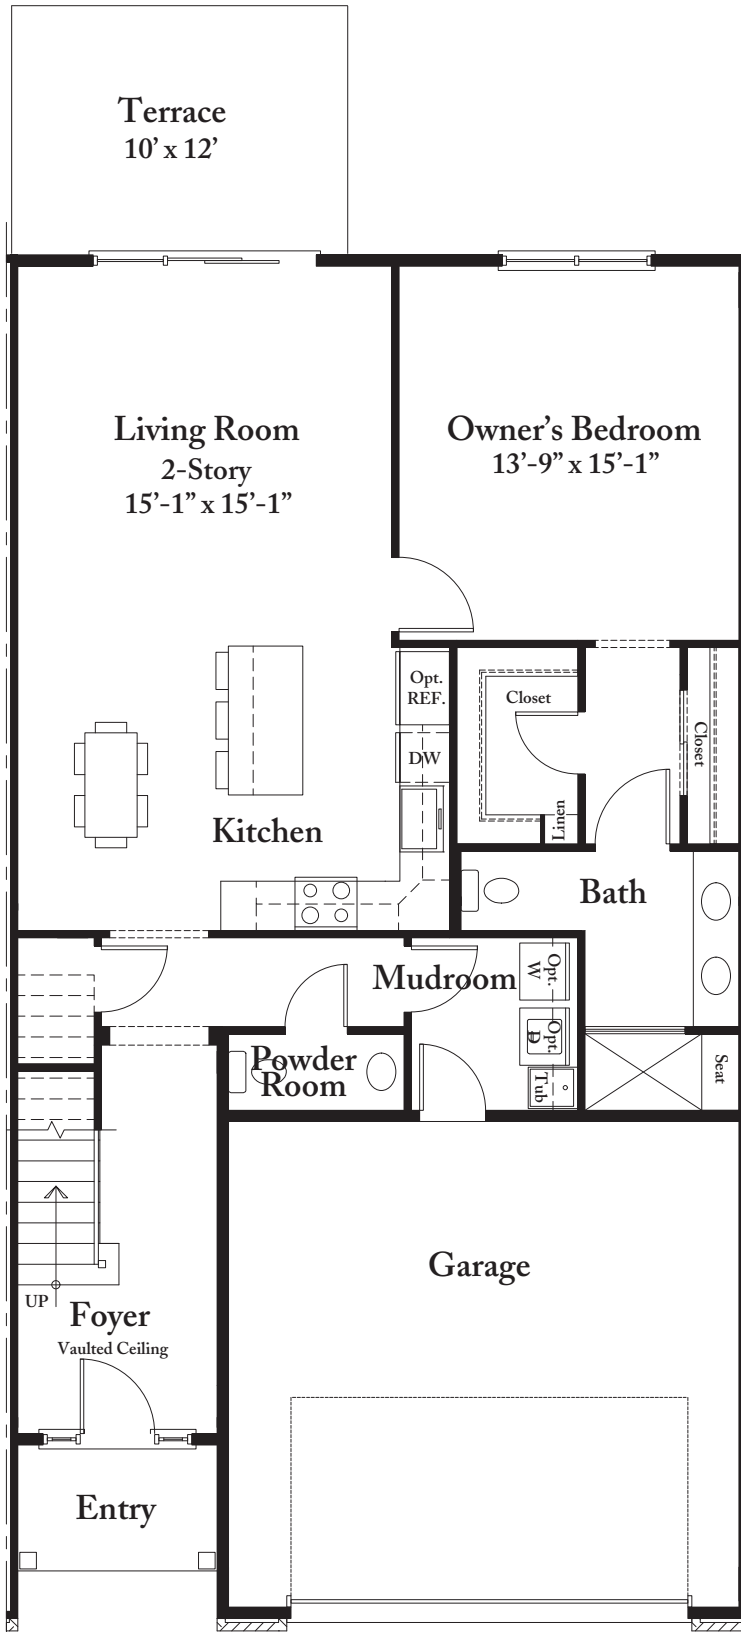 Terrace
10’ x 12’
Living Room
2-Story
15’-1” x 15’-1”
Owner’s Bedroom
13’-9” x 15’-1”
Opt.
REF.
DW
Closet
Linen
Closet
Kitchen
Bath
Mudroom
Opt.
W
Opt.
D
Tub
Seat
Powder
Room
Garage
UP
Foyer
Vaulted Ceiling
Entry